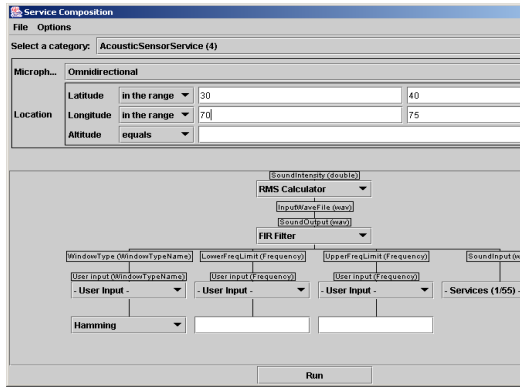 Service Composition
File Options
Select a category: AcousticSensorService (4)
Microph... Omnidirectional
Location
Latitude in the range 30 40
Longitude in the range 70 75
Altitude equals
SoundIntensity (double)
RMS Calculator
InputWaveFile (wav)
SoundOutput (wav)
FIR Filter
WindowType (WindowTypeName) LowerFreqLimit (Frequency) UpperFreqLimit (Frequency) SoundInput (w
User input (WindowTypeName) User input (Frequency) User input (Frequency)
- User Input - - User Input - - User Input - - Services (1/55) -
Hamming
Run